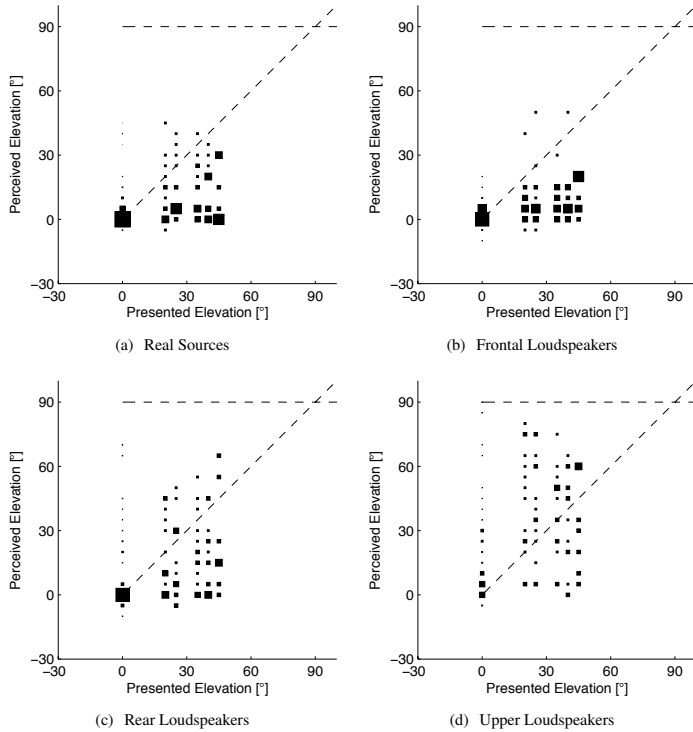 90
60
30
0
−30
−30 0 30 60 90
Perceived Elevation [°]
Presented Elevation [°]
(a) Real Sources
90
60
30
0
−30
−30 0 30 60 90
Perceived Elevation [°]
Presented Elevation [°]
(b) Frontal Loudspeakers
90
60
30
0
−30
−30 0 30 60 90
Perceived Elevation [°]
Presented Elevation [°]
(c) Rear Loudspeakers
90
60
30
0
−30
−30 0 30 60 90
Perceived Elevation [°]
Presented Elevation [°]
(d) Upper Loudspeakers